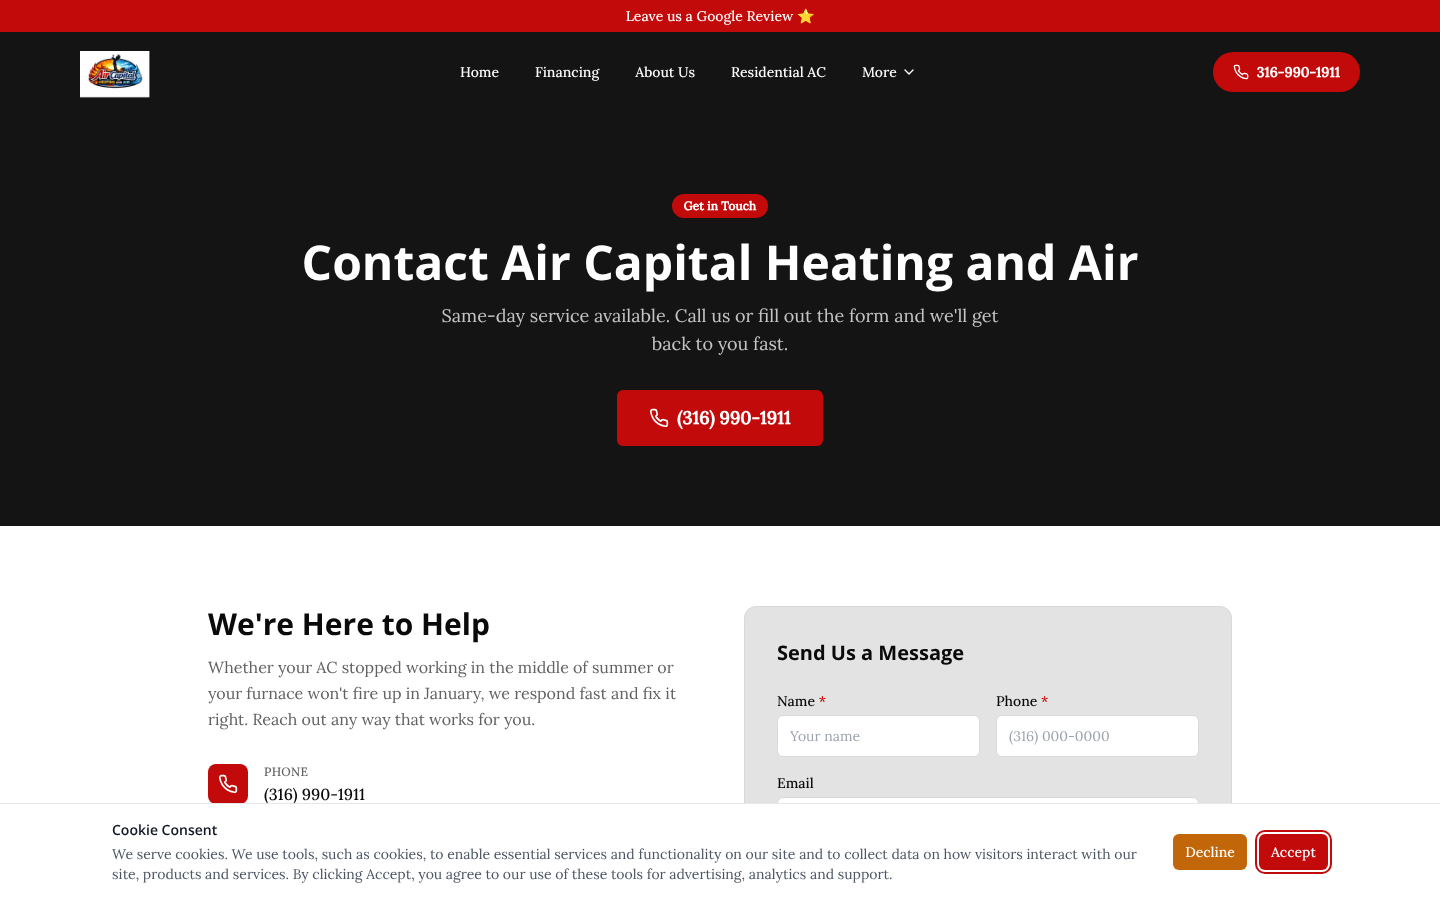 Leave us a Google Review ⭐
Air Capital
Home
Financing
About Us
Residential AC
More
316-990-1911
Get in Touch
Contact Air Capital Heating and Air
Same-day service available. Call us or fill out the form and we'll get
back to you fast.
(316) 990-1911
We're Here to Help
Whether your AC stopped working in the middle of summer or
your furnace won't fire up in January, we respond fast and fix it
right. Reach out any way that works for you.
PHONE
(316) 990-1911
Send Us a Message
Name *
Phone *
Your name
(316) 000-0000
Email
Cookie Consent
We serve cookies. We use tools, such as cookies, to enable essential services and functionality on our site and to collect data on how visitors interact with our
site, products and services. By clicking Accept, you agree to our use of these tools for advertising, analytics and support.
Decline
Accept